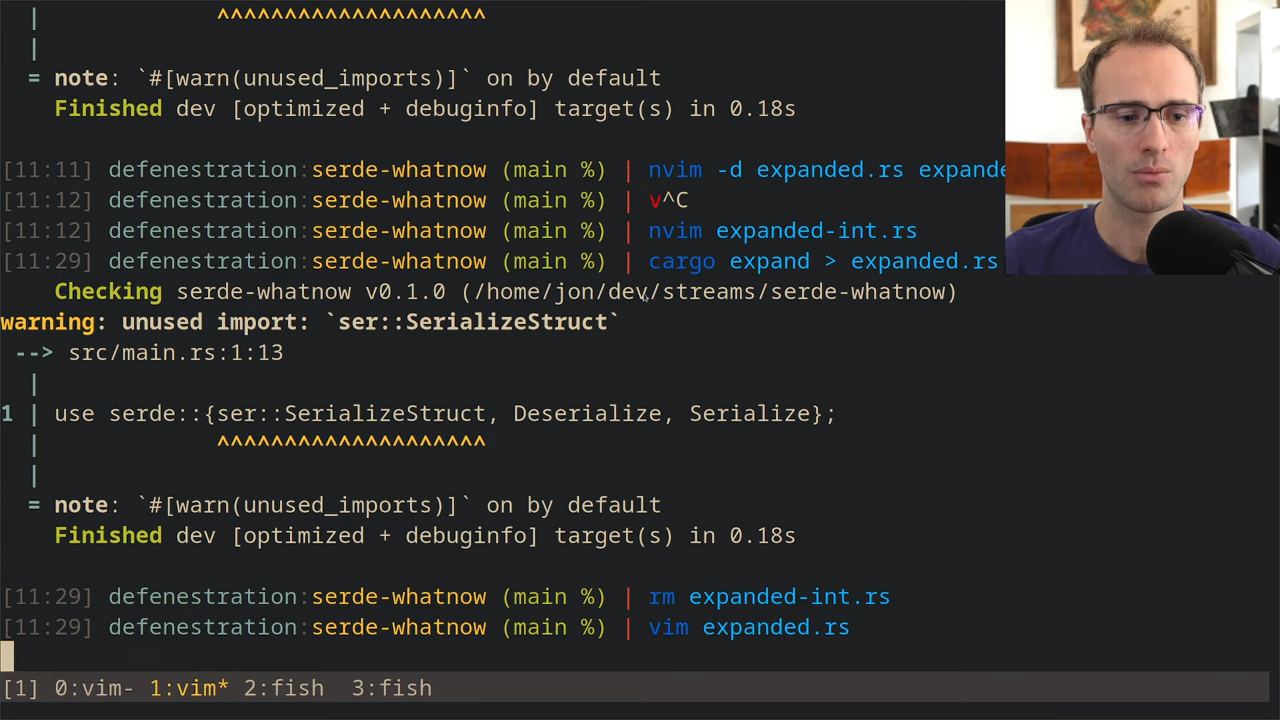 |               ^^^^^^^^^^^^^^^^^^^^
|
= note: `#[warn(unused_imports)]` on by default
Finished dev [optimized + debuginfo] target(s) in 0.18s
[11:11] defenestration:serde-whatnow (main %) | nvim -d expanded.rs expande
[11:12] defenestration:serde-whatnow (main %) | v^C
[11:12] defenestration:serde-whatnow (main %) | nvim expanded-int.rs
[11:29] defenestration:serde-whatnow (main %) | cargo expand > expanded.rs
Checking serde-whatnow v0.1.0 (/home/jon/dev/streams/serde-whatnow)
warning: unused import: `ser::SerializeStruct`
--> src/main.rs:1:13
|
1 | use serde::{ser::SerializeStruct, Deserialize, Serialize};
|             ^^^^^^^^^^^^^^^^^^^^
|
= note: `#[warn(unused_imports)]` on by default
Finished dev [optimized + debuginfo] target(s) in 0.18s
[11:29] defenestration:serde-whatnow (main %) | rm expanded-int.rs
[11:29] defenestration:serde-whatnow (main %) | vim expanded.rs
[1] 0:vim- 1:vim* 2:fish 3:fish